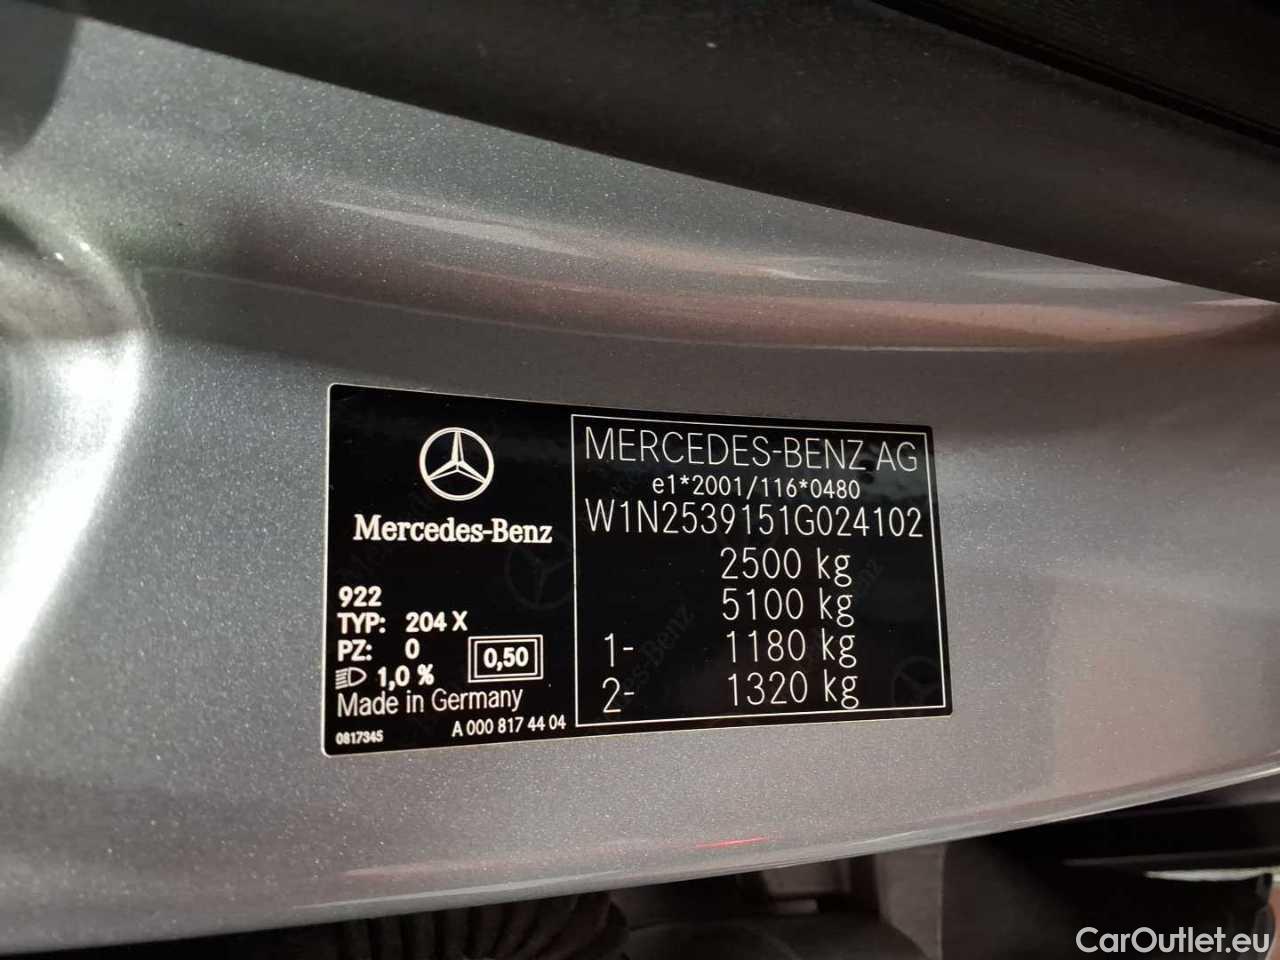 Mercedes-Benz
922
TYP: 204 X
PZ: 0
0,50
1,0 %
Made in Germany
0817345
A 000 817 44 04
MERCEDES-BENZ AG
e1*2001/116*0480
W1N2539151G024102
2500 kg
5100 kg
1- 1180 kg
2- 1320 kg
CarOutlet.eu